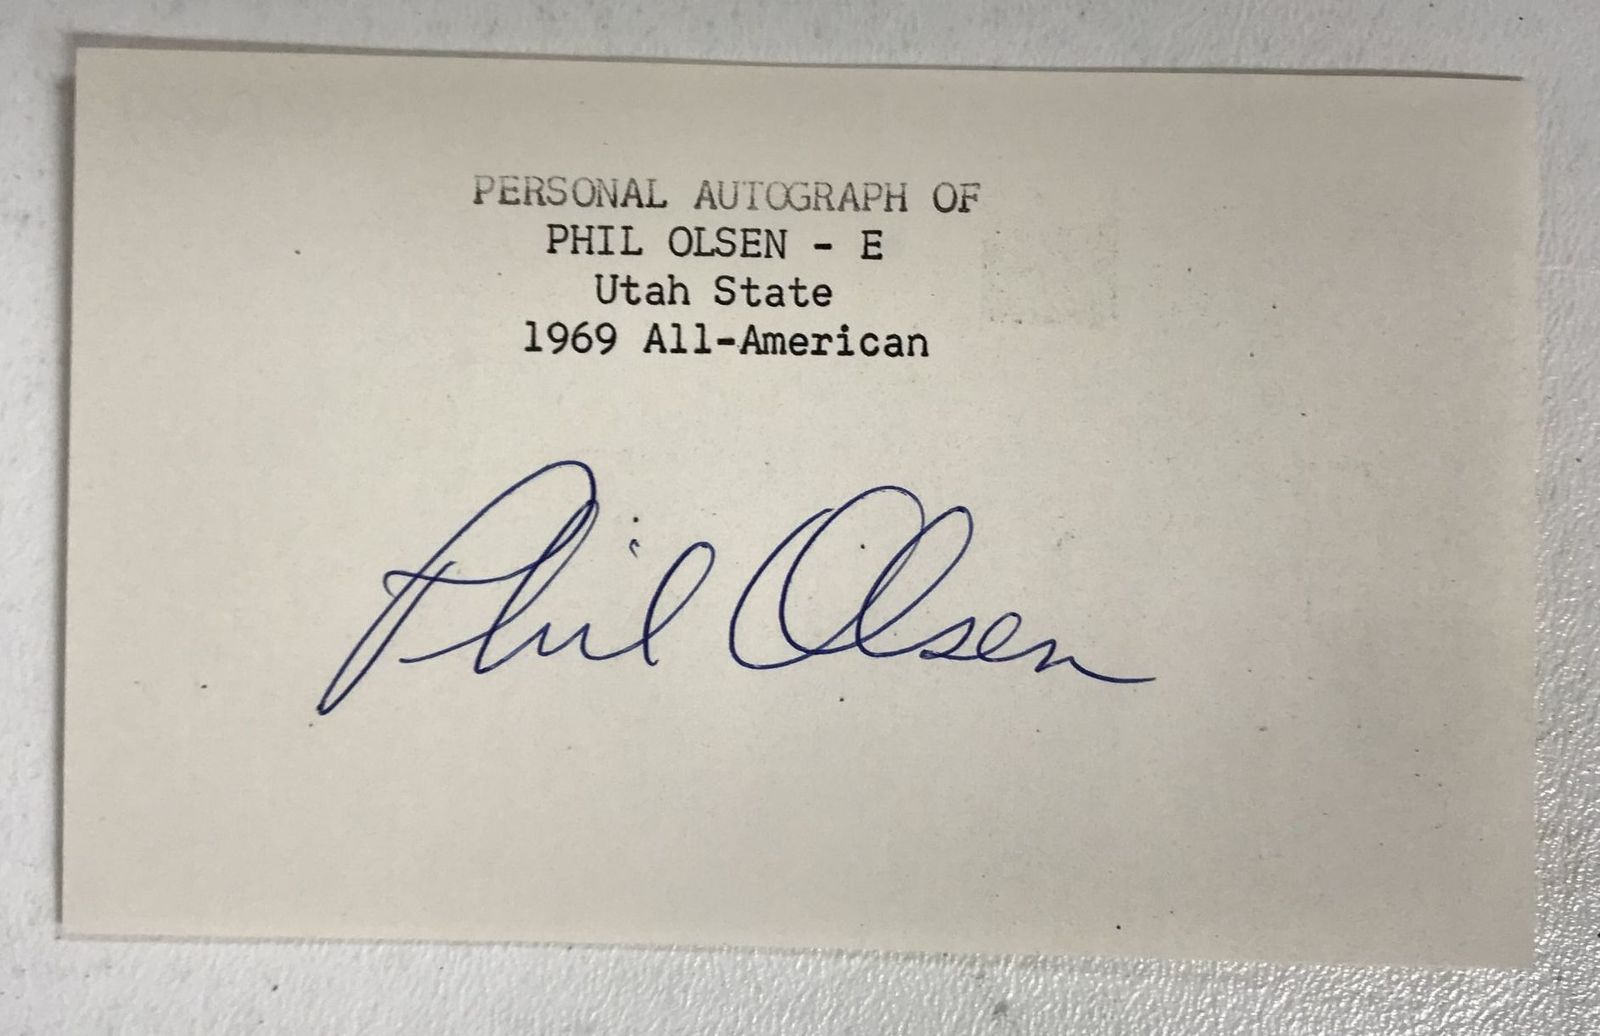 PERSONAL AUTOGRAPH OF
PHIL OLSEN - E
Utah State
1969 All-American
Phil Olsen